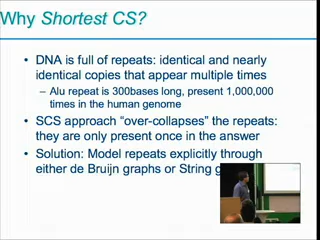 Why Shortest CS?
• DNA is full of repeats: identical and nearly
identical copies that appear multiple times
– Alu repeat is 300bases long, present 1,000,000
times in the human genome
• SCS approach “over-collapses” the repeats:
they are only present once in the answer
• Solution: Model repeats explicitly through
either de Bruijn graphs or String